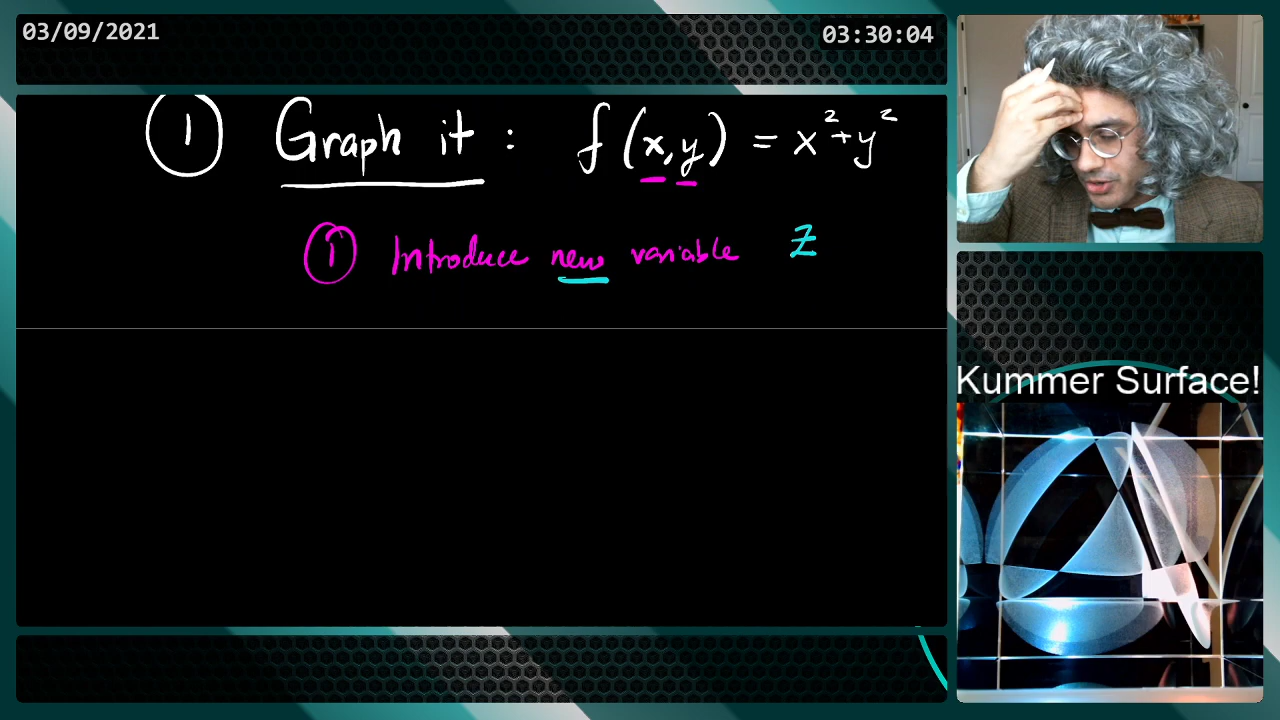 03/09/2021
03:30:04
① Graph it : f(x,y) = x²+y²
① Introduce new variable Z
Kummer Surface!